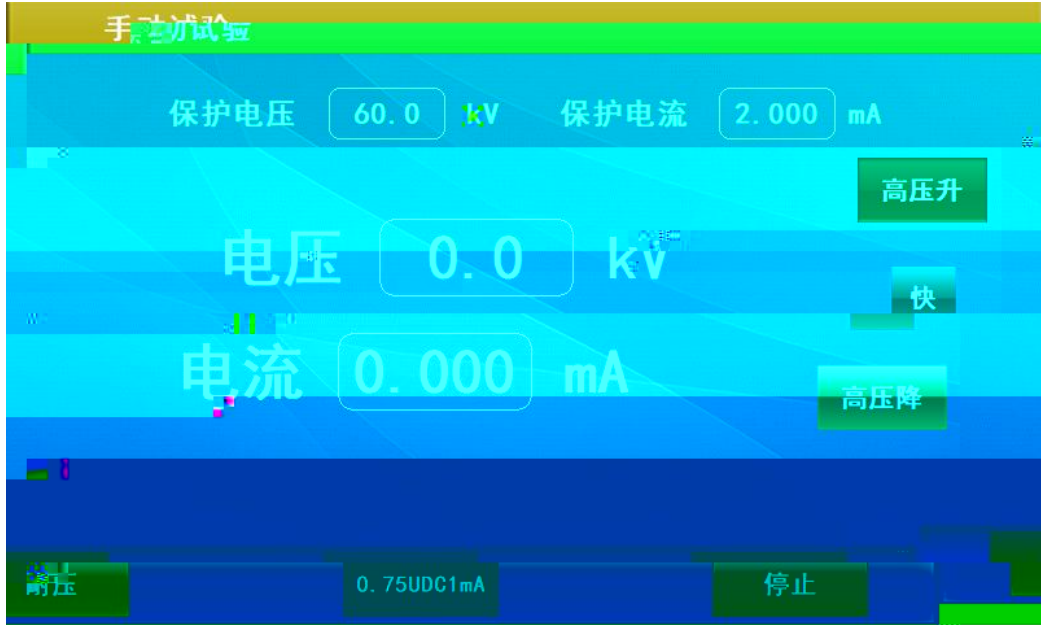 手动试验
保护电压 60.0 kV 保护电流 2.000 mA
高压升
电压 0.0 kV
快
电流 0.000 mA
高压降
耐压 0.75UDC1mA 停止